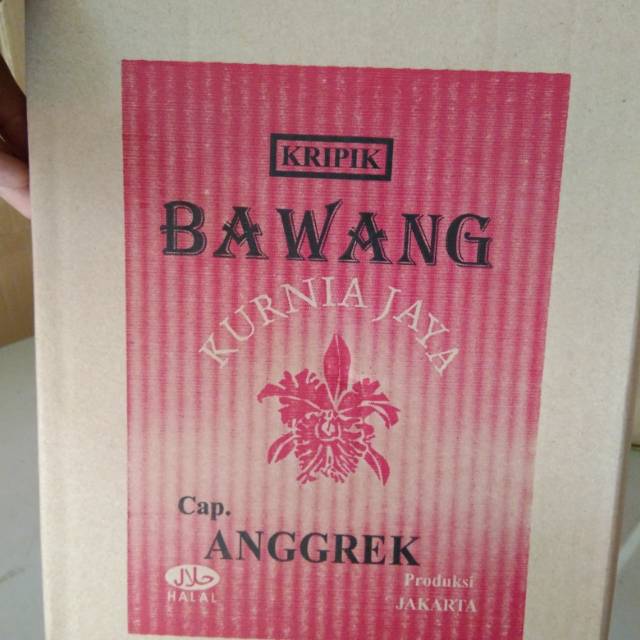 KRIPIK
BAWANG
KURNIA JAYA
Cap.
ANGGREK
حلال
HALAL
Produksi
JAKARTA